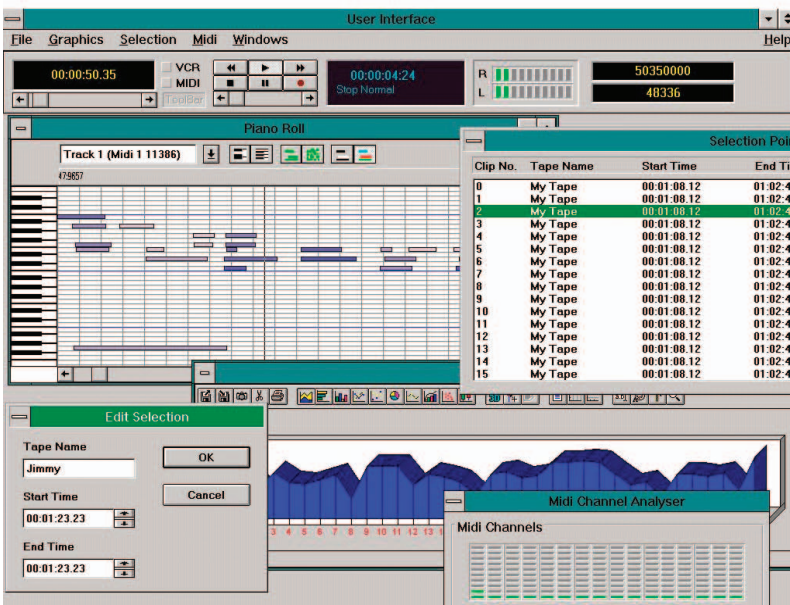 User Interface
File Graphics Selection Midi Windows Help
00:00:50.35
VCR
MIDI
ToolBar
00:00:04:24
Stop Normal
R
L
50350000
48336
Piano Roll
Track 1 (Midi 1 11386)
47.9657
Selection Poi
Clip No. Tape Name Start Time End Ti
0 My Tape 00:01:08.12 01:02:4
1 My Tape 00:01:08.12 01:02:4
2 My Tape 00:01:08.12 01:02:4
3 My Tape 00:01:08.12 01:02:4
4 My Tape 00:01:08.12 01:02:4
5 My Tape 00:01:08.12 01:02:4
6 My Tape 00:01:08.12 01:02:4
7 My Tape 00:01:08.12 01:02:4
8 My Tape 00:01:08.12 01:02:4
9 My Tape 00:01:08.12 01:02:4
10 My Tape 00:01:08.12 01:02:4
11 My Tape 00:01:08.12 01:02:4
12 My Tape 00:01:08.12 01:02:4
13 My Tape 00:01:08.12 01:02:4
14 My Tape 00:01:08.12 01:02:4
15 My Tape 00:01:08.12 01:02:4
Edit Selection
Tape Name
Jimmy
OK
Start Time
Cancel
00:01:23.23
End Time
00:01:23.23
3 4 5 6 7 8 9 10 11 12 13 1
Midi Channel Analyser
Midi Channels